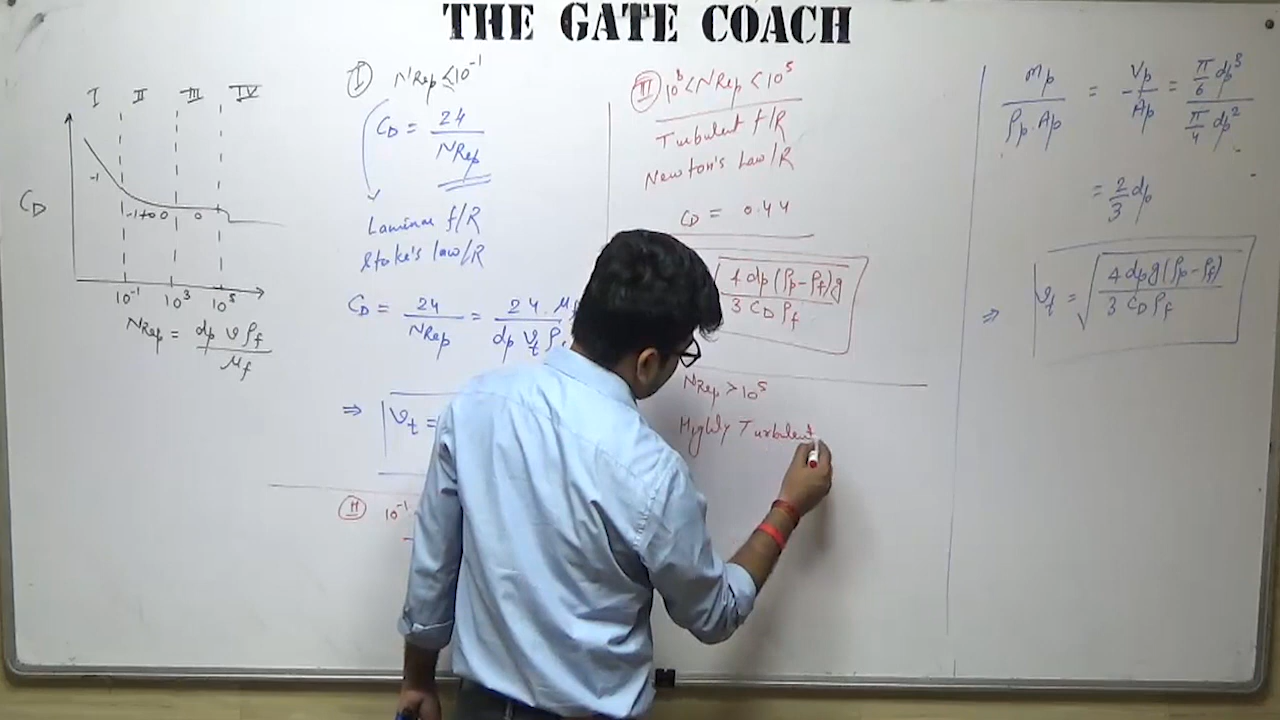 THE GATE COACH
I II III IV
C_D
-1
-1 to 0
0
10^-1 10^3 10^5
N_Rep = dp v ρf / μf
I N_Rep ≤ 10^-1
C_D = 24 / N_Rep
Laminar f/R
Stoke's law/R
C_D = 24 / N_Rep = 24 . μ / dp v_t ρ
⇒ v_t =
II 10^-1
III 10^3 < N_Rep < 10^5
Turbulent f/R
Newton's Law/R
C_D = 0.44
√ 4 dp (ρp - ρf) g / 3 C_D ρf
N_Rep > 10^5
Highly Turbulent
mp / ρp . Ap = Vp / Ap = π/6 dp^3 / π/4 dp^2
= 2/3 dp
⇒ v_t = √ 4 dp g (ρp - ρf) / 3 C_D ρf